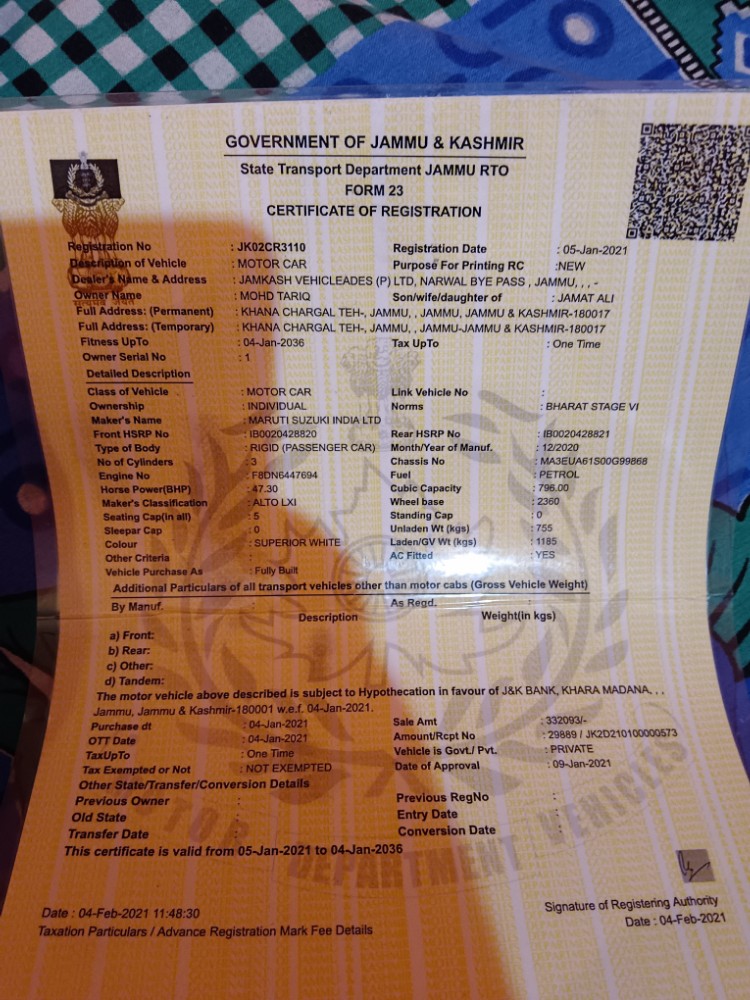 GOVERNMENT OF JAMMU & KASHMIR
State Transport Department JAMMU RTO
FORM 23
CERTIFICATE OF REGISTRATION
सत्यमेव जयते
Registration No : JK02CR3110 Registration Date : 05-Jan-2021
Description of Vehicle : MOTOR CAR Purpose For Printing RC :NEW
Dealer's Name & Address : JAMKASH VEHICLEADES (P) LTD, NARWAL BYE PASS , JAMMU, , , -
Owner Name : MOHD TARIQ Son/wife/daughter of : JAMAT ALI
Full Address: (Permanent) : KHANA CHARGAL TEH-, JAMMU, , JAMMU, JAMMU & KASHMIR-180017
Full Address: (Temporary) : KHANA CHARGAL TEH-, JAMMU, , JAMMU-JAMMU & KASHMIR-180017
Fitness UpTo : 04-Jan-2036 Tax UpTo : One Time
Owner Serial No : 1
Detailed Description
Class of Vehicle : MOTOR CAR Link Vehicle No :
Ownership : INDIVIDUAL Norms : BHARAT STAGE VI
Maker's Name : MARUTI SUZUKI INDIA LTD
Front HSRP No : IB0020428820 Rear HSRP No : IB0020428821
Type of Body : RIGID (PASSENGER CAR) Month/Year of Manuf. : 12/2020
No of Cylinders : 3 Chassis No : MA3EUA61S00G99868
Engine No : F8DN6447694 Fuel : PETROL
Horse Power(BHP) : 47.30 Cubic Capacity : 796.00
Maker's Classification : ALTO LXI Wheel base : 2360
Seating Cap(in all) : 5 Standing Cap : 0
Sleepar Cap : 0 Unladen Wt (kgs) : 755
Colour : SUPERIOR WHITE Laden/GV Wt (kgs) : 1185
Other Criteria : AC Fitted : YES
Vehicle Purchase As : Fully Built
Additional Particulars of all transport vehicles other than motor cabs (Gross Vehicle Weight)
By Manuf. : As Regd. :
Description Weight(in kgs)
a) Front:
b) Rear:
c) Other:
d) Tandem:
The motor vehicle above described is subject to Hypothecation in favour of J&K BANK, KHARA MADANA, , ,
Jammu, Jammu & Kashmir-180001 w.e.f. 04-Jan-2021.
Purchase dt : 04-Jan-2021 Sale Amt : 332093/-
OTT Date : 04-Jan-2021 Amount/Rcpt No : 29889 / JK2D210100000573
TaxUpTo : One Time Vehicle is Govt./ Pvt. : PRIVATE
Tax Exempted or Not : NOT EXEMPTED Date of Approval : 09-Jan-2021
Other State/Transfer/Conversion Details
Previous Owner : Previous RegNo :
Old State : Entry Date :
Transfer Date : Conversion Date :
This certificate is valid from 05-Jan-2021 to 04-Jan-2036
DEPARTMENT VEHICLES
Date : 04-Feb-2021 11:48:30 Signature of Registering Authority
Taxation Particulars / Advance Registration Mark Fee Details Date : 04-Feb-2021